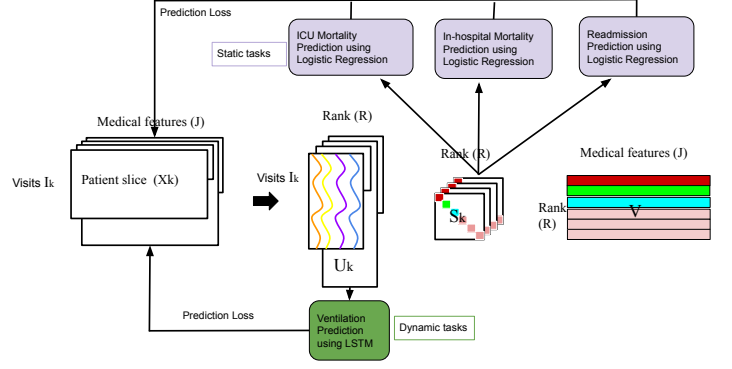 Prediction Loss
ICU Mortality
Prediction using
Logistic Regression
In-hospital Mortality
Prediction using
Logistic Regression
Readmission
Prediction using
Logistic Regression
Static tasks
Medical features (J)
Rank (R)
Rank (R)
Medical features (J)
Visits Ik
Patient slice (Xk)
Visits Ik
Uk
Sk
Rank
(R)
V
Prediction Loss
Ventilation
Prediction
using LSTM
Dynamic tasks